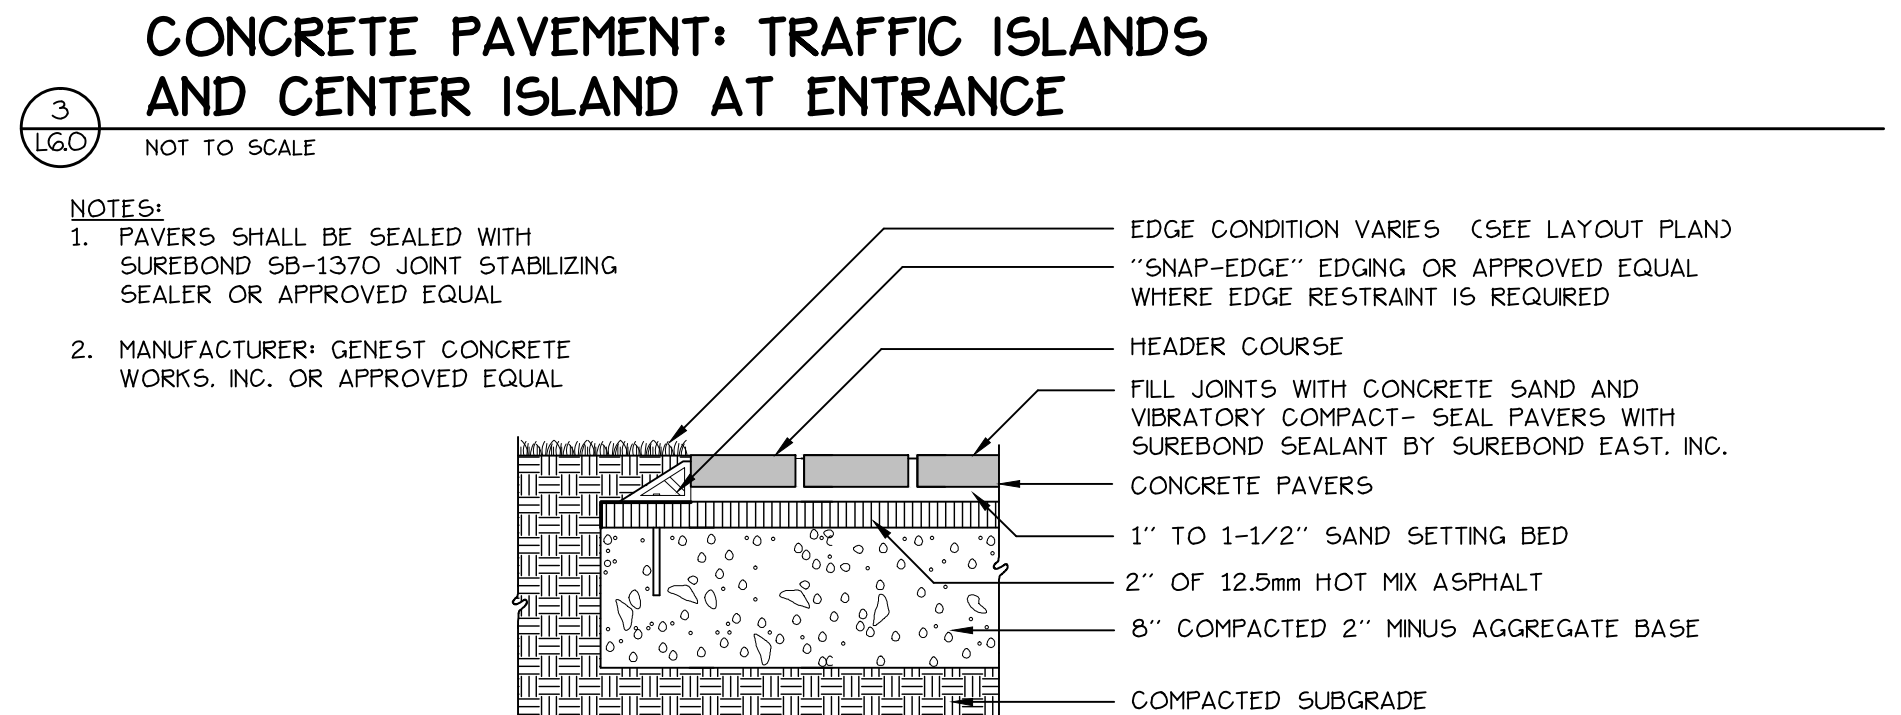 CONCRETE PAVEMENT: TRAFFIC ISLANDS
AND CENTER ISLAND AT ENTRANCE
3
L6.0
NOT TO SCALE
NOTES:
1. PAVERS SHALL BE SEALED WITH
SUREBOND SB-1370 JOINT STABILIZING
SEALER OR APPROVED EQUAL
2. MANUFACTURER: GENEST CONCRETE
WORKS, INC. OR APPROVED EQUAL
EDGE CONDITION VARIES (SEE LAYOUT PLAN)
"SNAP-EDGE" EDGING OR APPROVED EQUAL
WHERE EDGE RESTRAINT IS REQUIRED
HEADER COURSE
FILL JOINTS WITH CONCRETE SAND AND
VIBRATORY COMPACT- SEAL PAVERS WITH
SUREBOND SEALANT BY SUREBOND EAST, INC.
CONCRETE PAVERS
1" TO 1-1/2" SAND SETTING BED
2" OF 12.5mm HOT MIX ASPHALT
8" COMPACTED 2" MINUS AGGREGATE BASE
COMPACTED SUBGRADE